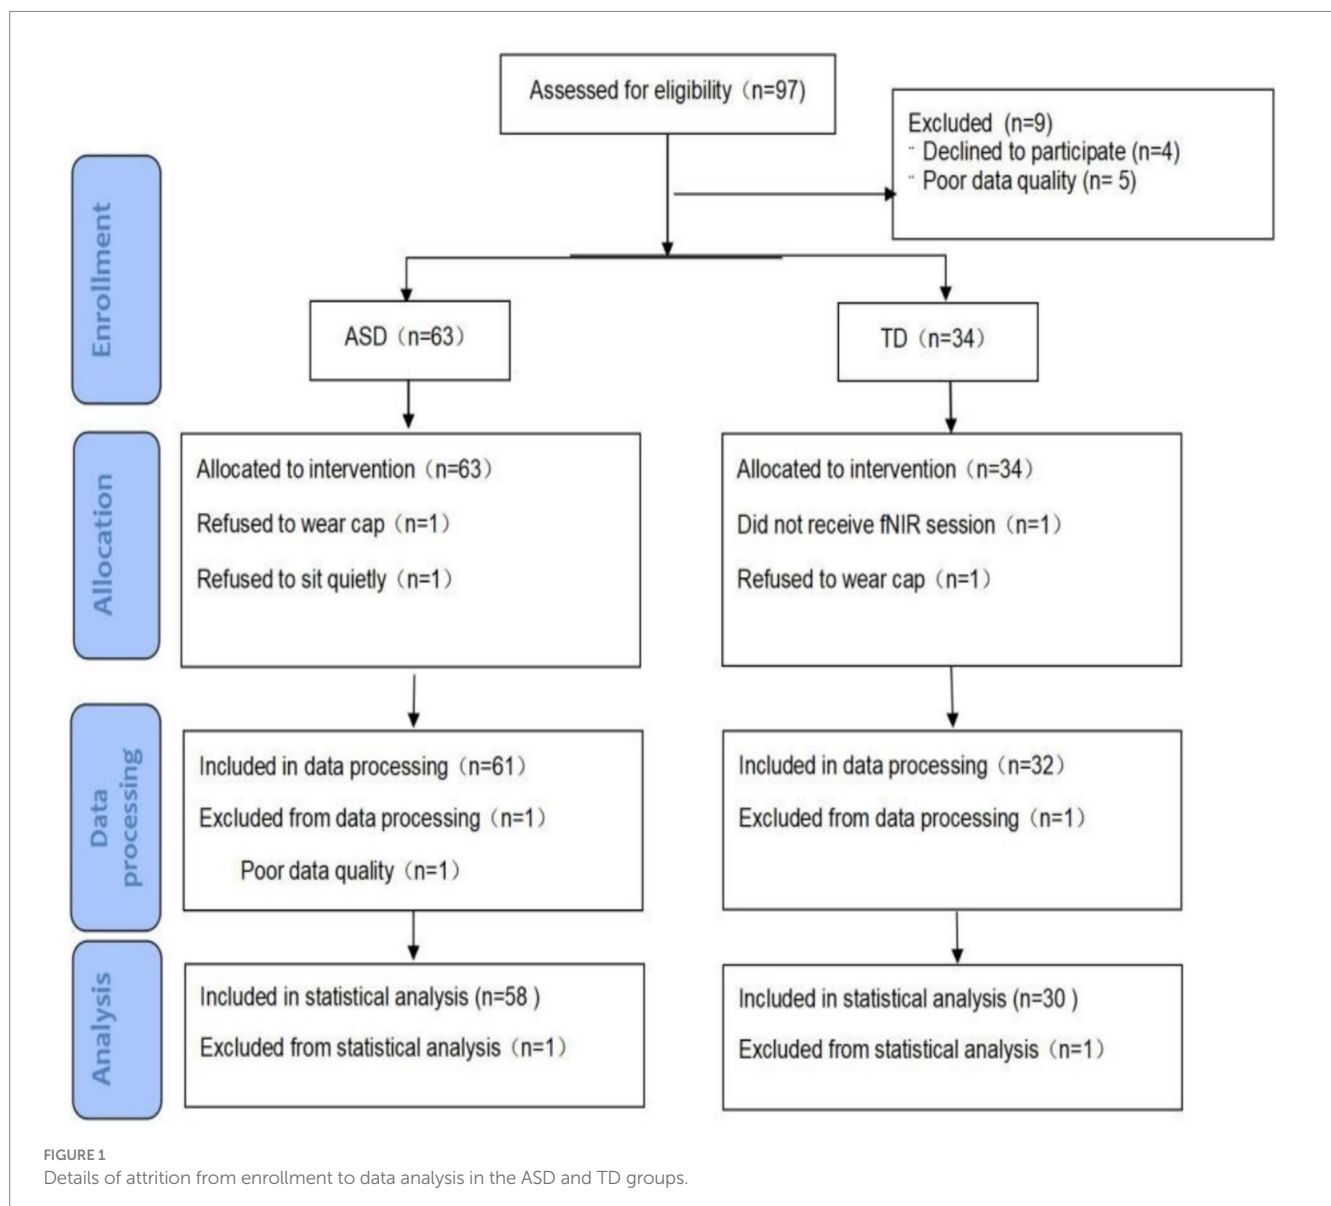 Assessed for eligibility（n=97)
Excluded (n=9)
¨ Declined to participate (n=4)
¨ Poor data quality (n= 5)
Enrollment
ASD（n=63）
TD（n=34）
Allocation
Allocated to intervention（n=63）
Refused to wear cap（n=1）
Refused to sit quietly（n=1）
Allocated to intervention（n=34）
Did not receive fNIR session（n=1）
Refused to wear cap（n=1）
Data
processing
Included in data processing（n=61）
Excluded from data processing（n=1）
Poor data quality（n=1）
Included in data processing（n=32）
Excluded from data processing（n=1）
Analysis
Included in statistical analysis (n=58 )
Excluded from statistical analysis（n=1）
Included in statistical analysis (n=30 )
Excluded from statistical analysis（n=1）
FIGURE 1
Details of attrition from enrollment to data analysis in the ASD and TD groups.